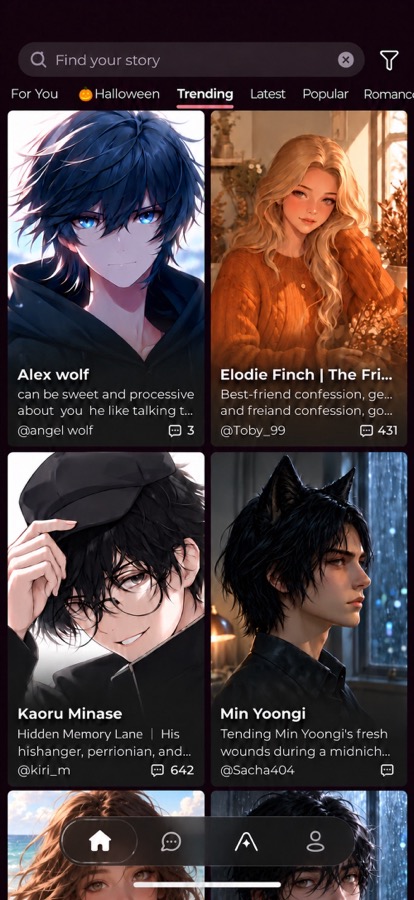 Find your story
For You
Halloween
Trending
Latest
Popular
Romanc
Alex wolf
can be sweet and processive
about you he like talking t...
@angel wolf
3
Elodie Finch | The Fri...
Best-friend confession, ge...
and freiand confession, go...
@Toby_99
431
Kaoru Minase
Hidden Memory Lane | His
hishanger, perrionian, and...
@kiri_m
642
Min Yoongi
Tending Min Yoongi's fresh
wounds during a midnich...
@Sacha404